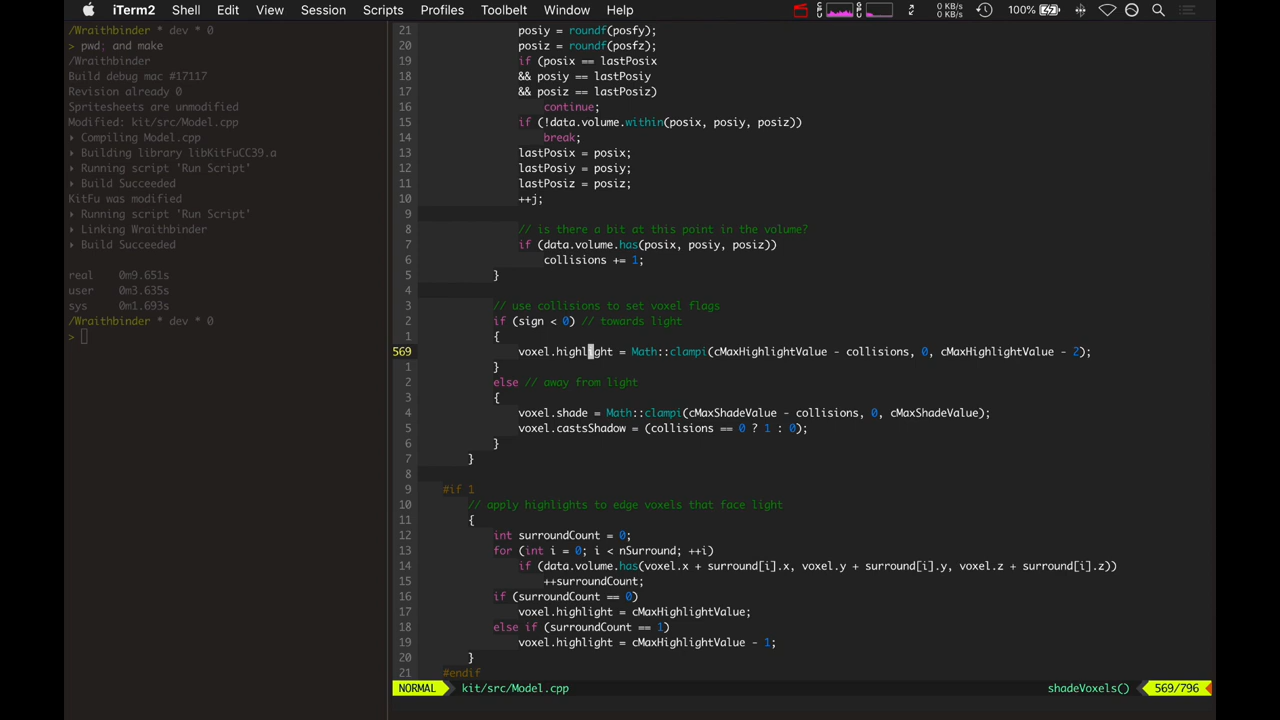 iTerm2 Shell Edit View Session Scripts Profiles Toolbelt Window Help 0 KB/s 0 KB/s 100%
/Wraithbinder * dev * 0
> pwd; and make
/Wraithbinder
Build debug mac #17117
Revision already 0
Spritesheets are unmodified
Modified: kit/src/Model.cpp
▸ Compiling Model.cpp
▸ Building library libKitFuCC39.a
▸ Running script 'Run Script'
▸ Build Succeeded
KitFu was modified
▸ Running script 'Run Script'
▸ Linking Wraithbinder
▸ Build Succeeded
real 0m9.651s
user 0m3.635s
sys 0m1.693s
/Wraithbinder * dev * 0
>
21 posiy = roundf(posfy);
20 posiz = roundf(posfz);
19 if (posix == lastPosix
18 && posiy == lastPosiy
17 && posiz == lastPosiz)
16 continue;
15 if (!data.volume.within(posix, posiy, posiz))
14 break;
13 lastPosix = posix;
12 lastPosiy = posiy;
11 lastPosiz = posiz;
10 ++j;
9
8 // is there a bit at this point in the volume?
7 if (data.volume.has(posix, posiy, posiz))
6 collisions += 1;
5 }
4
3 // use collisions to set voxel flags
2 if (sign < 0) // towards light
1 {
569 voxel.highlight = Math::clampi(cMaxHighlightValue - collisions, 0, cMaxHighlightValue - 2);
1 }
2 else // away from light
3 {
4 voxel.shade = Math::clampi(cMaxShadeValue - collisions, 0, cMaxShadeValue);
5 voxel.castsShadow = (collisions == 0 ? 1 : 0);
6 }
7 }
8
9 #if 1
10 // apply highlights to edge voxels that face light
11 {
12 int surroundCount = 0;
13 for (int i = 0; i < nSurround; ++i)
14 if (data.volume.has(voxel.x + surround[i].x, voxel.y + surround[i].y, voxel.z + surround[i].z))
15 ++surroundCount;
16 if (surroundCount == 0)
17 voxel.highlight = cMaxHighlightValue;
18 else if (surroundCount == 1)
19 voxel.highlight = cMaxHighlightValue - 1;
20 }
21 #endif
NORMAL kit/src/Model.cpp shadeVoxels() 569/796